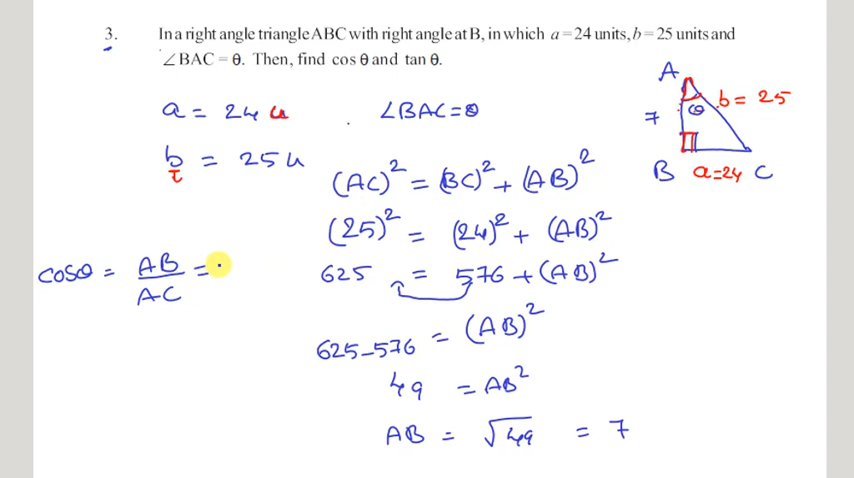 3. In a right angle triangle ABC with right angle at B, in which a = 24 units, b = 25 units and
∠BAC = θ. Then, find cos θ and tan θ.
A
b = 25
θ
7
B a=24 C
a = 24 u ∠BAC = θ
b = 25 u
(AC)² = (BC)² + (AB)²
(25)² = (24)² + (AB)²
cosθ = AB/AC =
625 = 576 + (AB)²
625-576 = (AB)²
49 = AB²
AB = √49 = 7